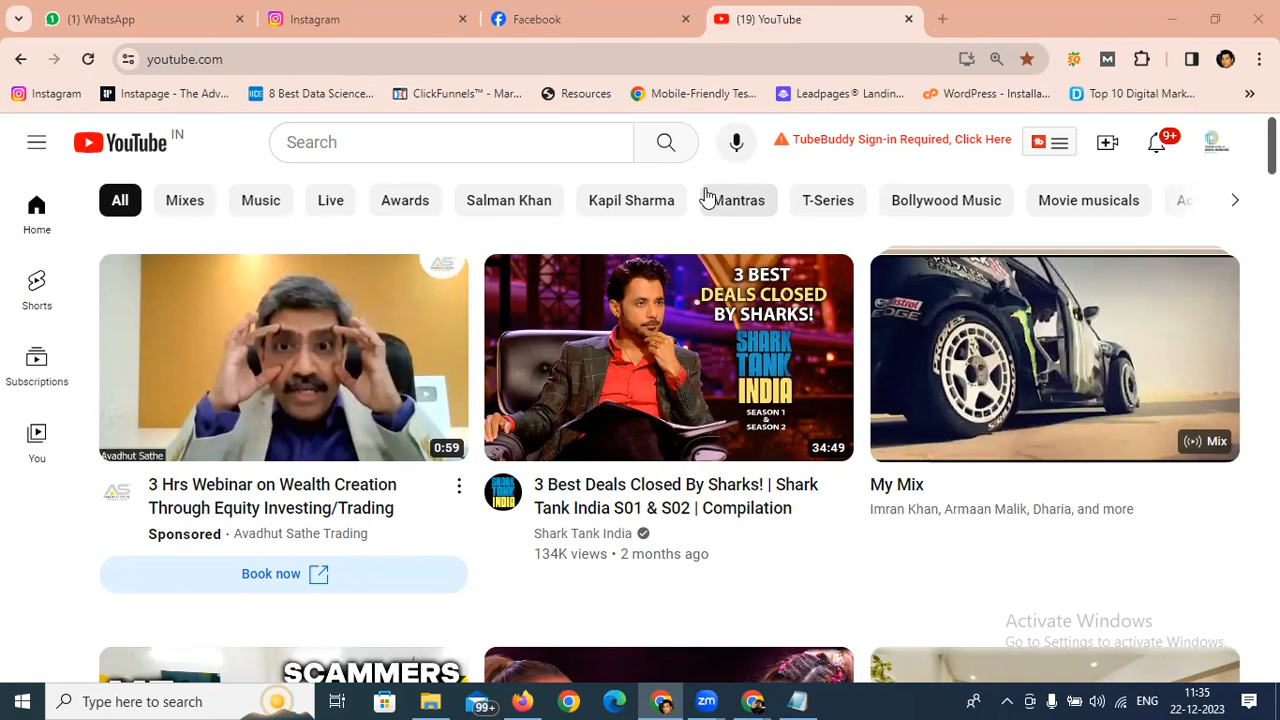 (1) WhatsApp
Instagram
Facebook
(19) YouTube
youtube.com
Instagram
Instapage - The Adv...
8 Best Data Science...
ClickFunnels™ - Mar...
Resources
Mobile-Friendly Tes...
Leadpages® Landin...
WordPress - Installa...
Top 10 Digital Mark...
YouTube IN
Search
TubeBuddy Sign-in Required, Click Here
9+
All
Mixes
Music
Live
Awards
Salman Khan
Kapil Sharma
Mantras
T-Series
Bollywood Music
Movie musicals
Home
Shorts
Subscriptions
You
Avadhut Sathe
0:59
3 BEST
DEALS CLOSED
BY SHARKS!
SHARK
TANK
INDIA
SEASON 1
&
SEASON 2
34:49
Castrol
EDGE
Mix
3 Hrs Webinar on Wealth Creation
Through Equity Investing/Trading
Sponsored • Avadhut Sathe Trading
Book now
SHARK
TANK
INDIA
3 Best Deals Closed By Sharks! | Shark
Tank India S01 & S02 | Compilation
Shark Tank India
134K views • 2 months ago
My Mix
Imran Khan, Armaan Malik, Dharia, and more
Activate Windows
Go to Settings to activate Windows.
SCAMMERS
Type here to search
99+
ENG
11:35
22-12-2023